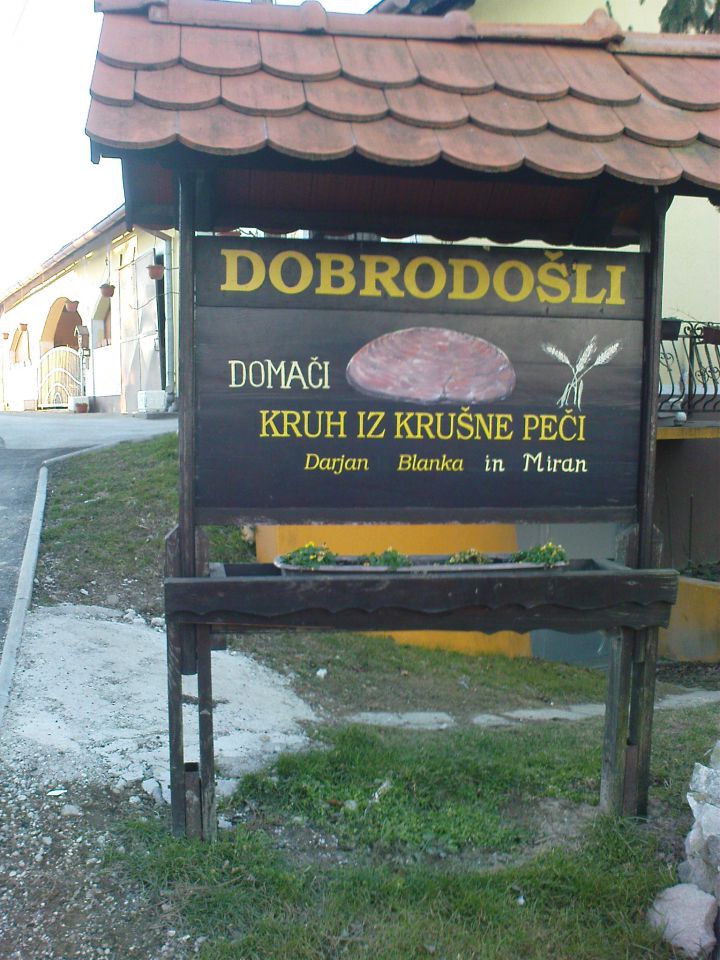 DOBRODOŠLI
DOMAČI
KRUH IZ KRUŠNE PEČI
Darjan Blanka in Miran